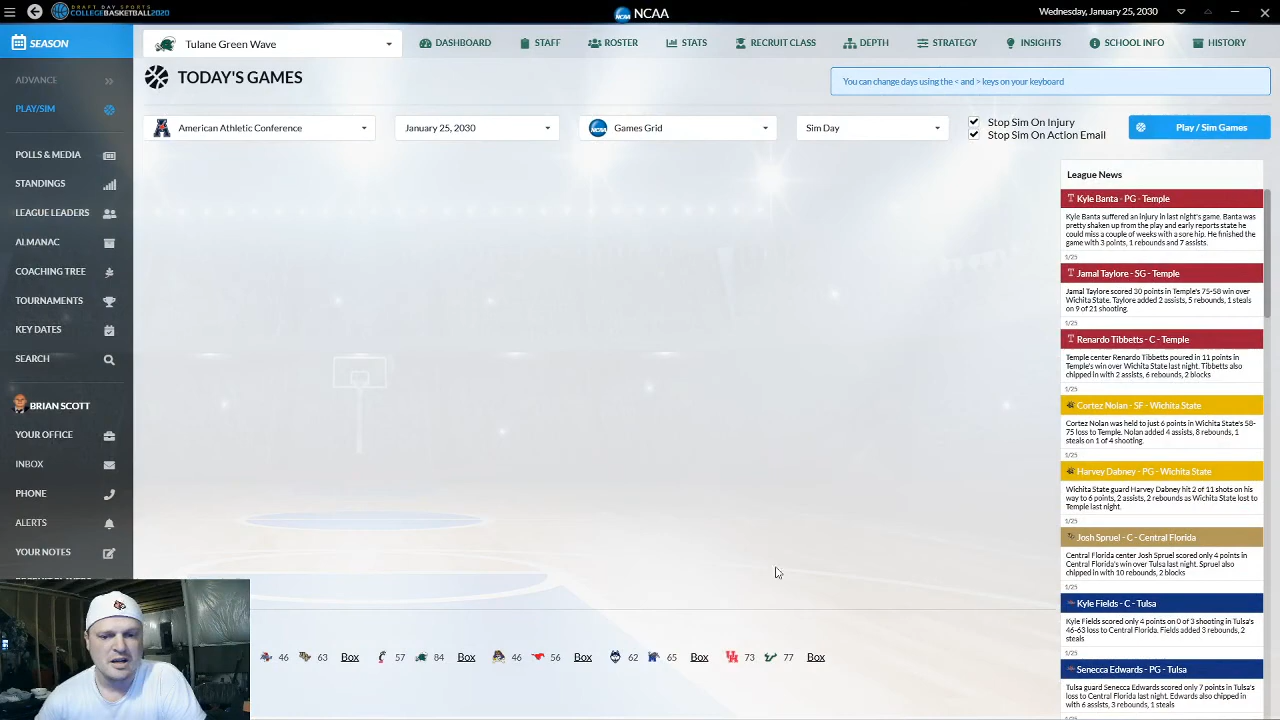 DRAFT DAY SPORTS
COLLEGE BASKETBALL 2020
NCAA
Wednesday, January 25, 2030
SEASON
Tulane Green Wave
DASHBOARD
STAFF
ROSTER
STATS
RECRUIT CLASS
DEPTH
STRATEGY
INSIGHTS
SCHOOL INFO
HISTORY
ADVANCE
PLAY/SIM
POLLS & MEDIA
STANDINGS
LEAGUE LEADERS
ALMANAC
COACHING TREE
TOURNAMENTS
KEY DATES
SEARCH
BRIAN SCOTT
YOUR OFFICE
INBOX
PHONE
ALERTS
YOUR NOTES
TODAY'S GAMES
You can change days using the < and > keys on your keyboard
American Athletic Conference
January 25, 2030
NCAA
Games Grid
Sim Day
Stop Sim On Injury
Stop Sim On Action Email
Play / Sim Games
League News
Kyle Banta - PG - Temple
Kyle Banta suffered an injury in last night's game. Banta was
pretty shaken up from the play and early reports state he
could miss a couple of weeks with a sore hip. He finished the
game with 3 points, 1 rebounds and 7 assists.
1/25
Jamal Taylore - SG - Temple
Jamal Taylore scored 30 points in Temple's 75-58 win over
Wichita State. Taylore added 2 assists, 5 rebounds, 1 steals
on 9 of 21 shooting.
1/25
Renardo Tibbetts - C - Temple
Temple center Renardo Tibbetts poured in 11 points in
Temple's win over Wichita State last night. Tibbetts also
chipped in with 2 assists, 6 rebounds, 2 blocks
1/25
Cortez Nolan - SF - Wichita State
Cortez Nolan was held to just 6 points in Wichita State's 58-
75 loss to Temple. Nolan added 4 assists, 8 rebounds, 1
steals on 1 of 4 shooting.
1/25
Harvey Dabney - PG - Wichita State
Wichita State guard Harvey Dabney hit 2 of 11 shots on his
way to 6 points, 2 assists, 2 rebounds as Wichita State lost to
Temple last night.
1/25
Josh Spruel - C - Central Florida
Central Florida center Josh Spruel scored only 4 points in
Central Florida's win over Tulsa last night. Spruel also
chipped in with 10 rebounds, 2 blocks
1/25
Kyle Fields - C - Tulsa
Kyle Fields scored only 4 points on 0 of 3 shooting in Tulsa's
46-63 loss to Central Florida. Fields added 3 rebounds, 2
steals
1/25
Senecca Edwards - PG - Tulsa
Tulsa guard Senecca Edwards scored only 7 points in Tulsa's
loss to Central Florida last night. Edwards also chipped in
with 6 assists, 3 rebounds, 1 steals
46 63 Box 57 84 Box 46 56 Box 62 65 Box 73 77 Box